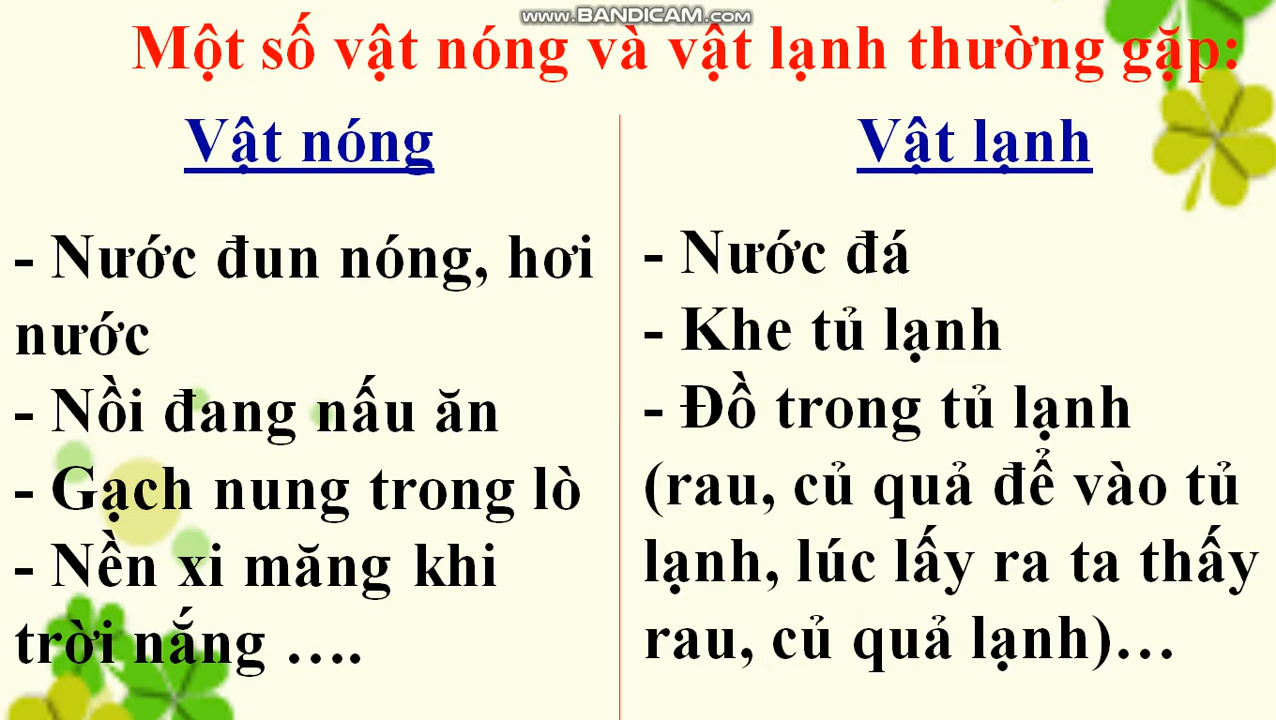 www.BANDICAM.com
Một số vật nóng và vật lạnh thường gặp:
Vật nóng
- Nước đun nóng, hơi
nước
- Nồi đang nấu ăn
- Gạch nung trong lò
- Nền xi măng khi
trời nắng ….
Vật lạnh
- Nước đá
- Khe tủ lạnh
- Đồ trong tủ lạnh
(rau, củ quả để vào tủ
lạnh, lúc lấy ra ta thấy
rau, củ quả lạnh)…